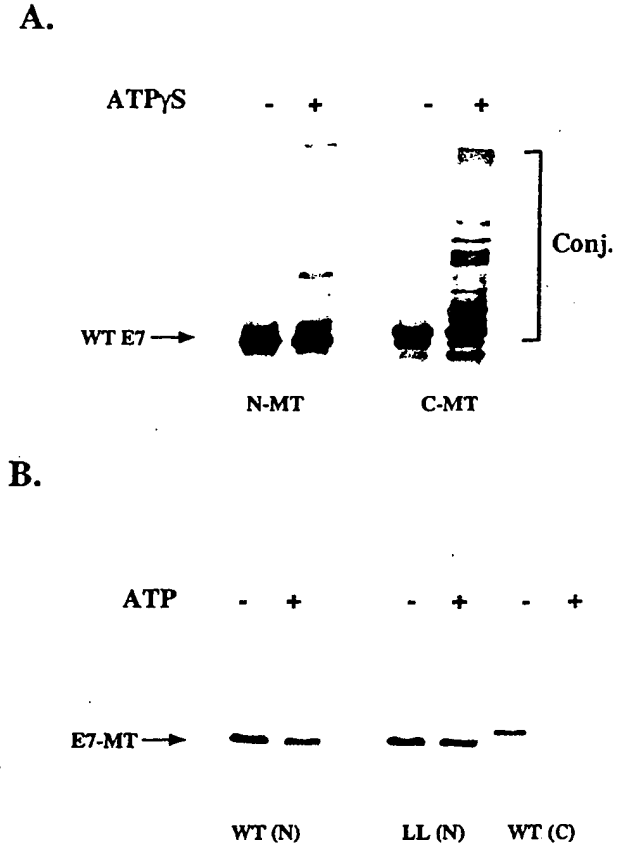 A.
ATPγS - + - +
Conj.
WT E7
N-MT C-MT
B.
ATP - + - + - +
E7-MT
WT (N) LL (N) WT (C)